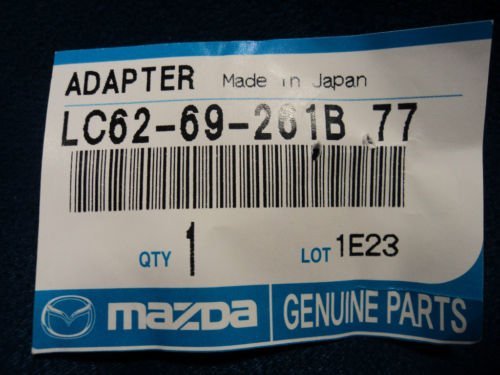 ADAPTER Made in Japan
LC62-69-261B 77
QTY 1 LOT 1E23
mazda GENUINE PARTS